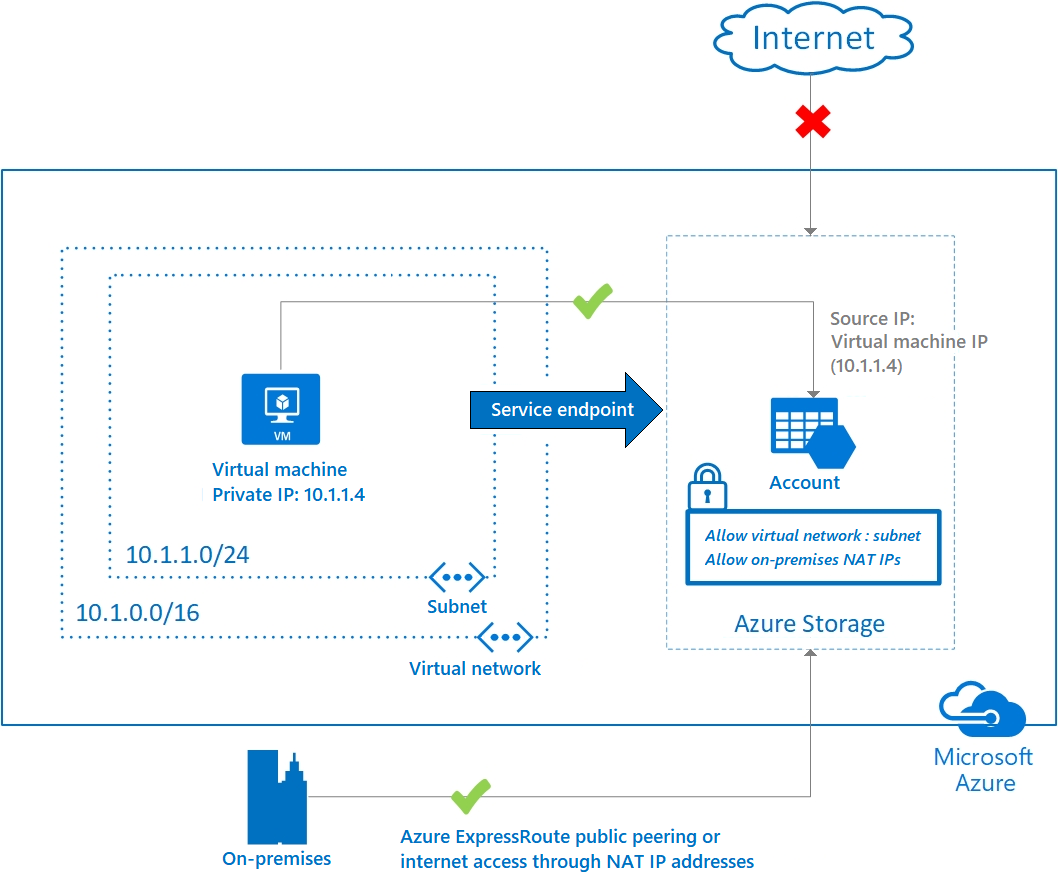 Internet
Source IP:
Virtual machine IP
(10.1.1.4)
Service endpoint
VM
Virtual machine
Private IP: 10.1.1.4
Account
Allow virtual network : subnet
Allow on-premises NAT IPs
10.1.1.0/24
Subnet
10.1.0.0/16
Azure Storage
Virtual network
Microsoft
Azure
Azure ExpressRoute public peering or
internet access through NAT IP addresses
On-premises